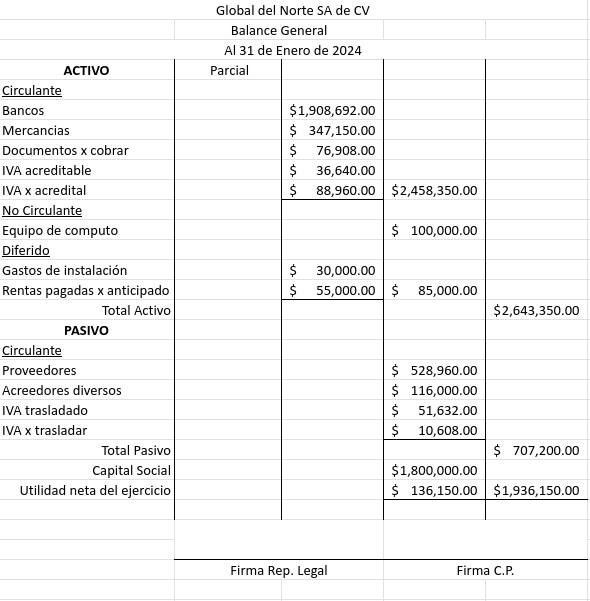 Global del Norte SA de CV
Balance General
Al 31 de Enero de 2024
ACTIVO Parcial
Circulante
Bancos $1,908,692.00
Mercancias $ 347,150.00
Documentos x cobrar $ 76,908.00
IVA acreditable $ 36,640.00
IVA x acredital $ 88,960.00 $2,458,350.00
No Circulante
Equipo de computo $ 100,000.00
Diferido
Gastos de instalación $ 30,000.00
Rentas pagadas x anticipado $ 55,000.00 $ 85,000.00
Total Activo $2,643,350.00
PASIVO
Circulante
Proveedores $ 528,960.00
Acreedores diversos $ 116,000.00
IVA trasladado $ 51,632.00
IVA x trasladar $ 10,608.00
Total Pasivo $ 707,200.00
Capital Social $1,800,000.00
Utilidad neta del ejercicio $ 136,150.00 $1,936,150.00
Firma Rep. Legal Firma C.P.